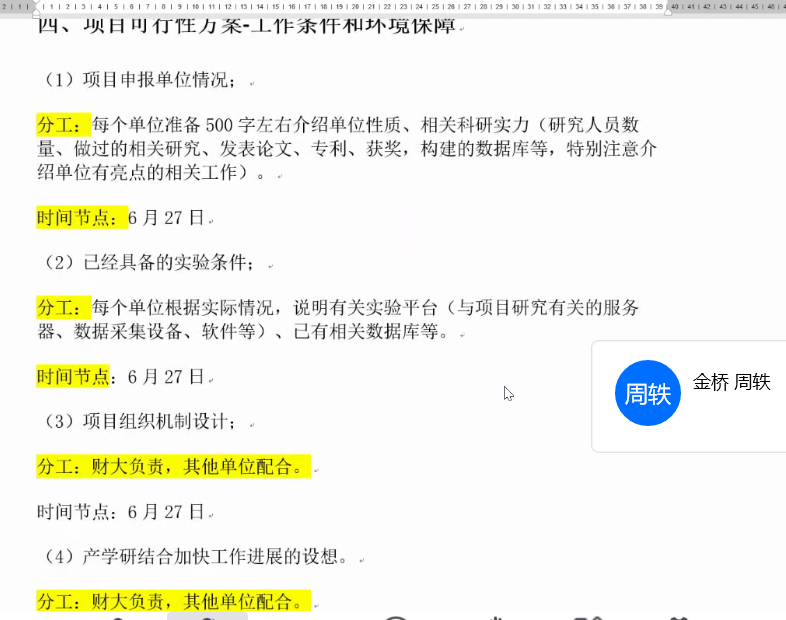 四、项目可行性方案-工作条件和环境保障
（1）项目申报单位情况；
分工：每个单位准备 500 字左右介绍单位性质、相关科研实力（研究人员数
量、做过的相关研究、发表论文、专利、获奖，构建的数据库等，特别注意介
绍单位有亮点的相关工作）。
时间节点：6 月 27 日
（2）已经具备的实验条件；
分工：每个单位根据实际情况，说明有关实验平台（与项目研究有关的服务
器、数据采集设备、软件等）、已有相关数据库等。
时间节点：6 月 27 日
周轶
金桥 周轶
（3）项目组织机制设计；
分工：财大负责，其他单位配合。
时间节点：6 月 27 日
（4）产学研结合加快工作进展的设想。
分工：财大负责，其他单位配合。